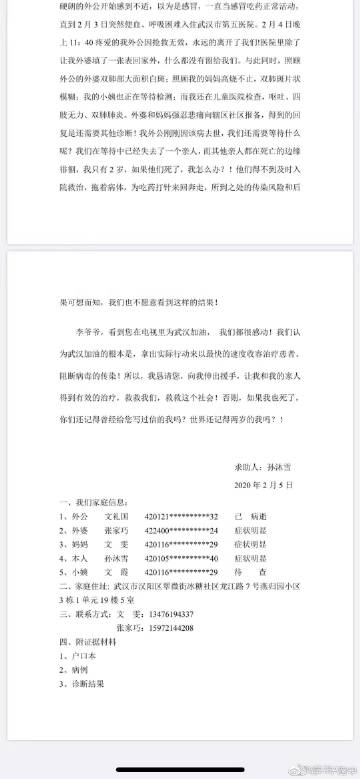 硬朗的外公开始感到不适，以为是感冒，一直当感冒吃药正常活动，
直到 2 月 3 日突然便血、呼吸困难入住武汉市第五医院。2 月 4 日晚
上 11：40 疼爱的我外公因抢救无效，永远的离开了我们!医院里除了
让我外婆填了一张表回家外，什么都没有留给我们。与此同时，照顾
外公的外婆双肺部大面积白斑；照顾我的妈妈高烧不止，双肺斑片状
模糊；我的小姨也正在等待检测；而我还在儿童医院检查，呕吐、四
肢无力、双肺肺炎。外婆和妈妈强忍悲痛向辖区社区报备，得到的回
复是还需要其他诊断！我外公刚刚因该病去世，我们还需要等待什么
呢？我们在等待中已经失去了一个亲人，而其他亲人都在死亡的边缘
徘徊，我只有 2 岁，如果他们死了，我怎么办？！他们得不到及时入
院救治，拖着病体，为吃药打针来回奔走，所到之处的传染风险和后
果可想而知，我们也不愿意看到这样的结果！
李爷爷，看到您在电视里为武汉加油，我们都很感动！我们认
为武汉加油的根本是，拿出实际行动来以最快的速度收容治疗患者，
阻断病毒的传染！所以，我恳请您，向我伸出援手，让我和我的家人
得到有效的治疗，救救我们，救救这个社会！否则，如果我也死了，
你们还记得曾经给您写过信的我吗？世界还记得两岁的我吗？！
求助人：孙沐雪
2020 年 2 月 5 日
一、我们家庭信息：
1、外公 文礼国 420121**********32 已 病逝
2、外婆 张家巧 422400**********24 症状明显
3、妈妈 文 雯 420116**********29 症状明显
4、本人 孙沐雪 420105**********40 症状明显
5、小姨 文 霞 420116**********29 待 查
二、家庭住址: 武汉市汉阳区翠微街冰糖社区龙江路 7 号燕归园小区
3 栋 1 单元 19 楼 5 室
三、联系方式：文 雯：13476194337
张家巧：15972144208
四、附证据材料
1、户口本
2、病例
3、诊断结果